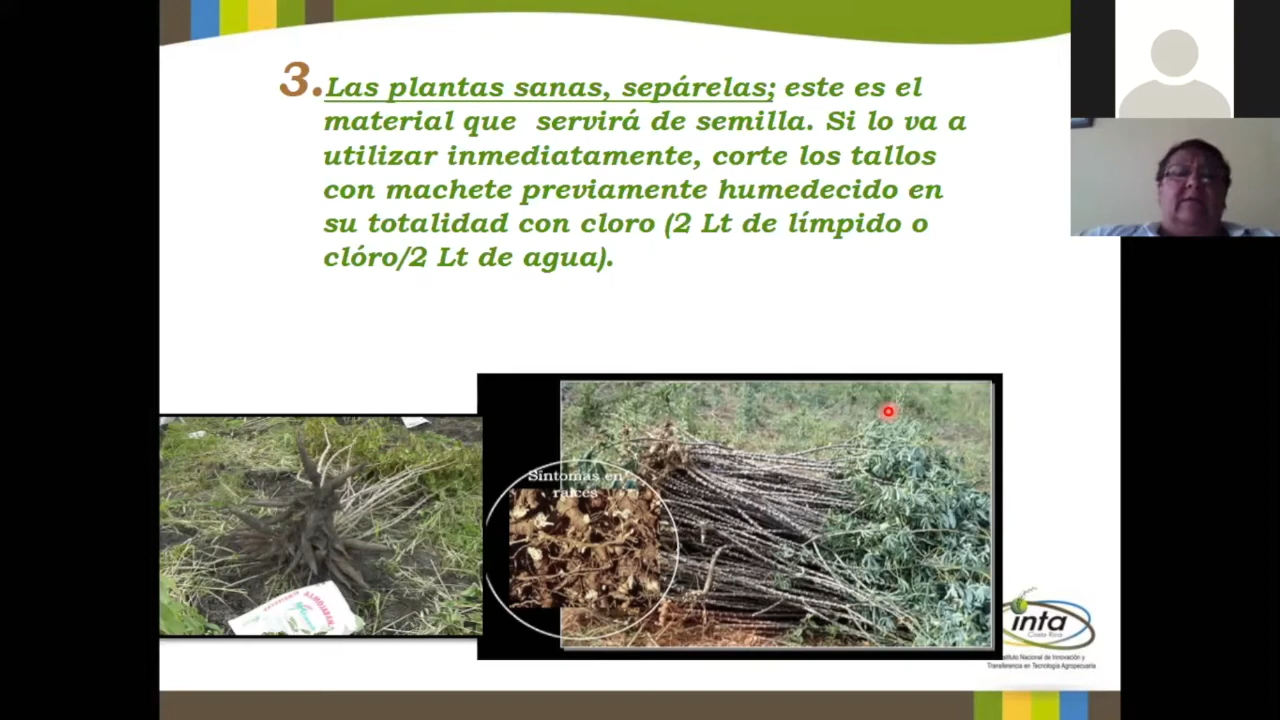 3. Las plantas sanas, sepárelas; este es el
material que servirá de semilla. Si lo va a
utilizar inmediatamente, corte los tallos
con machete previamente humedecido en
su totalidad con cloro (2 Lt de límpido o
clóro/2 Lt de agua).
Síntomas en
raíces
inta
Costa Rica
Instituto Nacional de Innovación y
Transferencia en Tecnología Agropecuaria